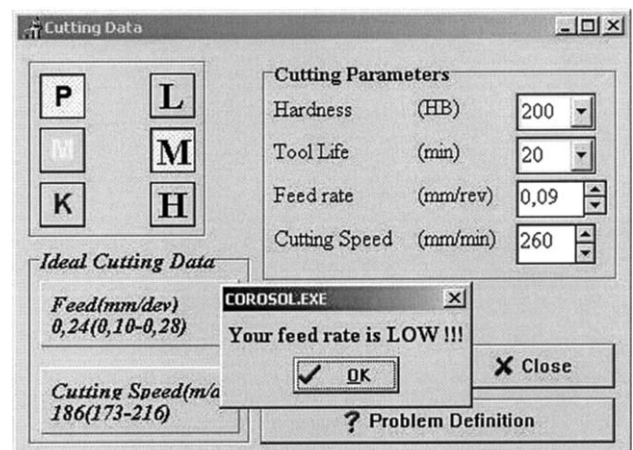 Cutting Data
P
L
M
M
K
H
Cutting Parameters
Hardness (HB) 200
Tool Life (min) 20
Feed rate (mm/rev) 0,09
Cutting Speed (mm/min) 260
Ideal Cutting Data
Feed(mm/dev)
0,24(0,10-0,28)
Cutting Speed(m/d
186(173-216)
COROSOL.EXE
Your feed rate is LOW !!!
OK
Close
? Problem Definition